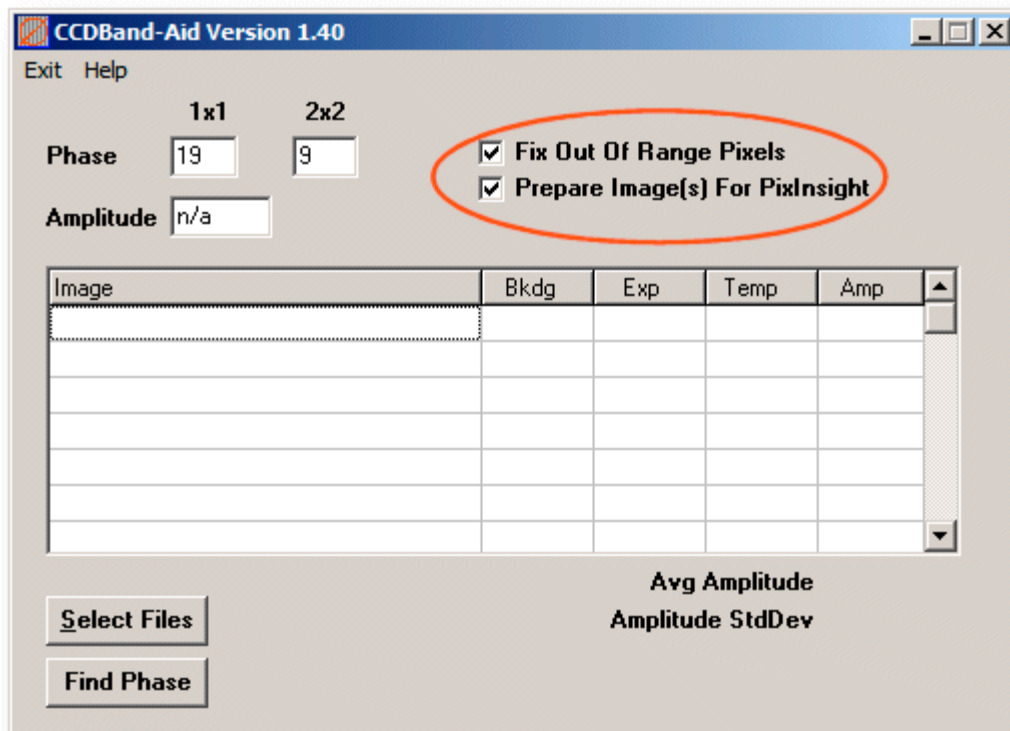 CCDBand-Aid Version 1.40
Exit Help
1x1 2x2
Phase 19 9
Fix Out Of Range Pixels
Prepare Image(s) For PixInsight
Amplitude n/a
Image Bkdg Exp Temp Amp
Avg Amplitude
Select Files
Amplitude StdDev
Find Phase